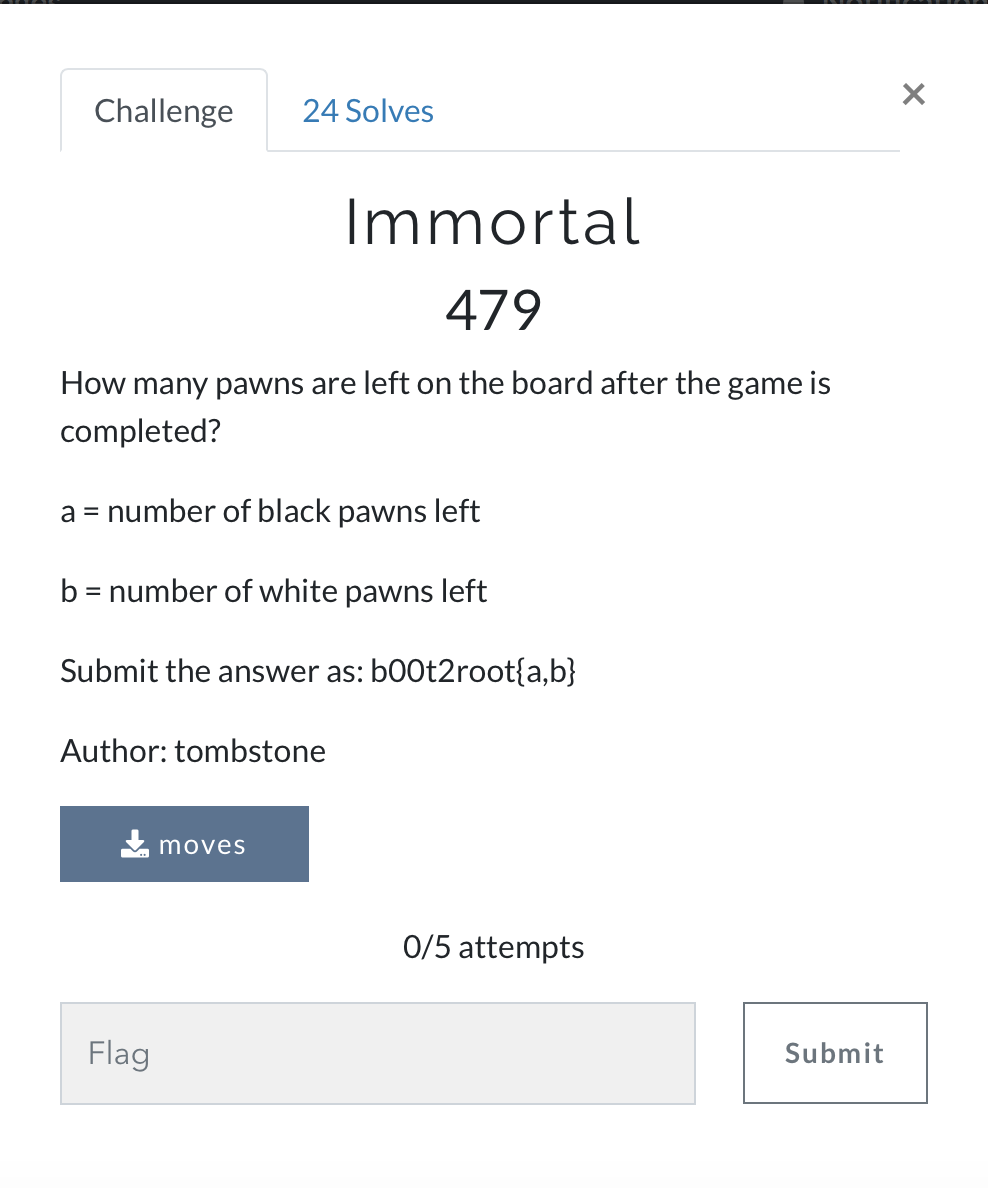 Challenge
24 Solves
×
Immortal
479
How many pawns are left on the board after the game is
completed?
a = number of black pawns left
b = number of white pawns left
Submit the answer as: b00t2root{a,b}
Author: tombstone
moves
0/5 attempts
Flag
Submit